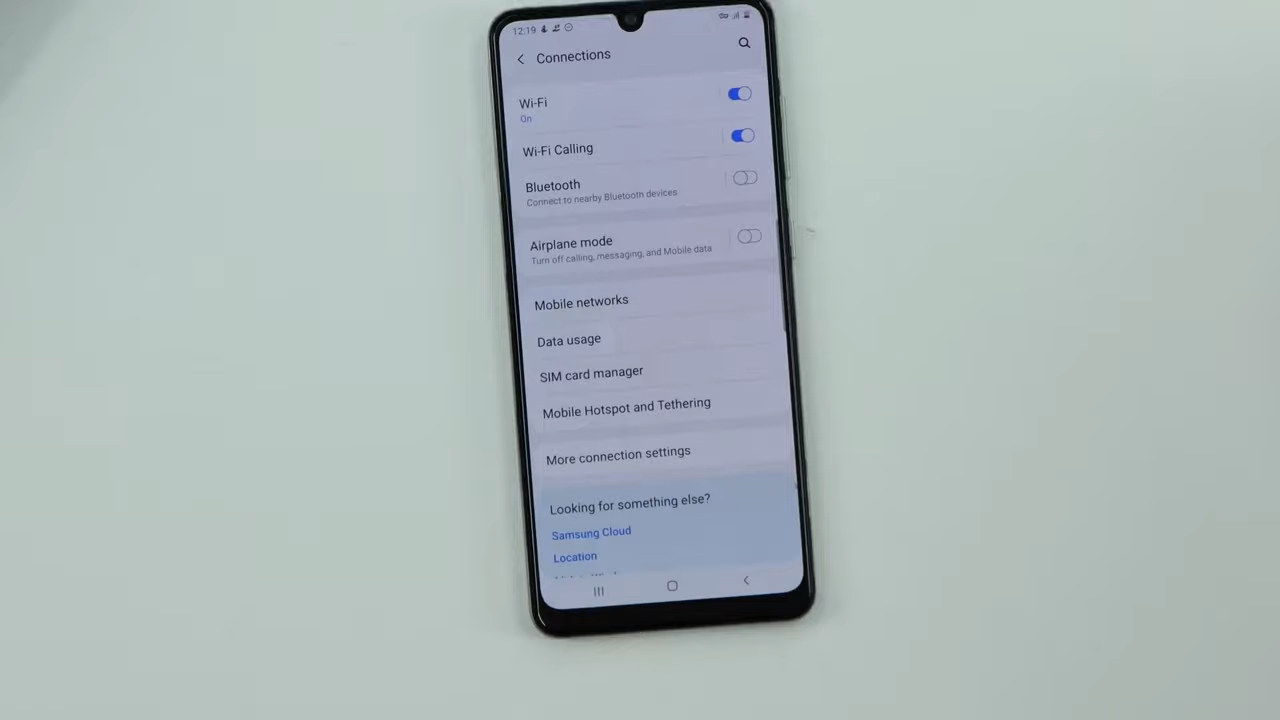 12:19
Connections
Wi-Fi
On
Wi-Fi Calling
Bluetooth
Connect to nearby Bluetooth devices
Airplane mode
Turn off calling, messaging, and Mobile data
Mobile networks
Data usage
SIM card manager
Mobile Hotspot and Tethering
More connection settings
Looking for something else?
Samsung Cloud
Location